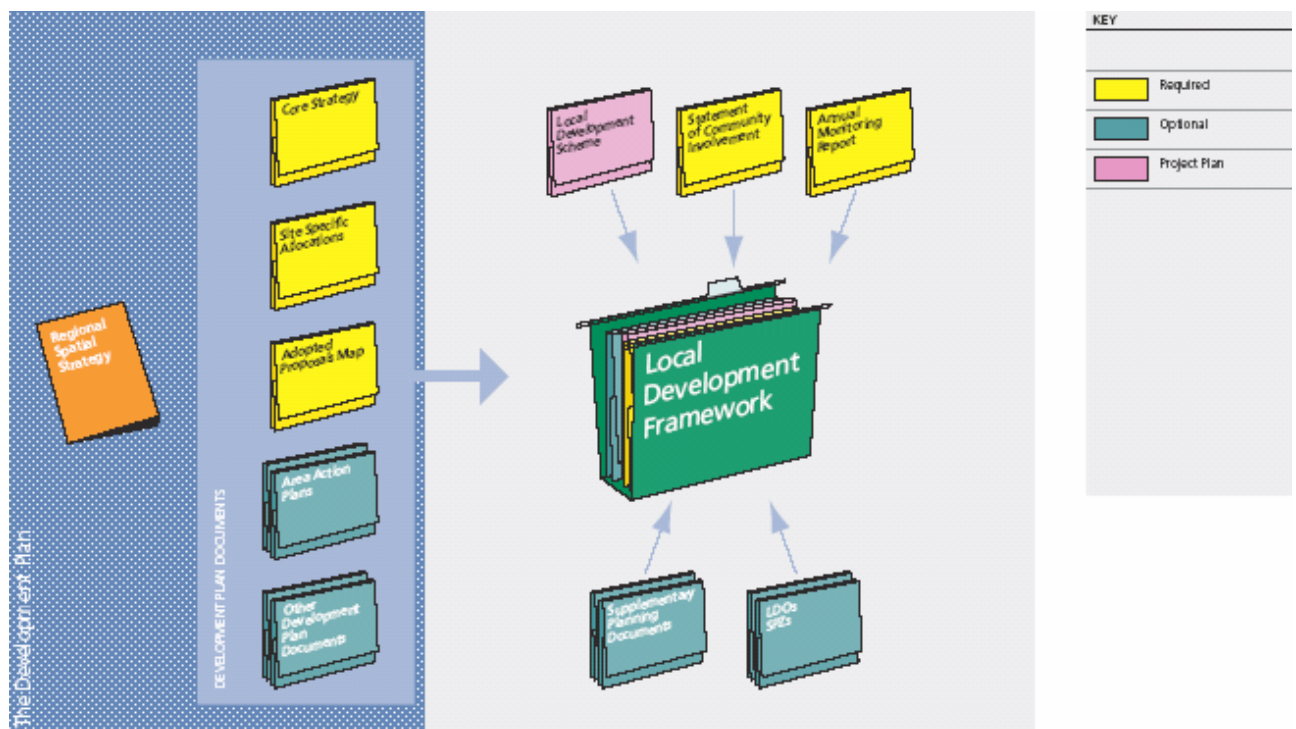 The Development Plan
Regional
Spatial
Strategy
DEVELOPMENT PLAN DOCUMENTS
Core Strategy
Site Specific
Allocations
Adopted
Proposals Map
Area Action
Plans
Other
Development
Plan
Documents
Local
Development
Scheme
Statement
of Community
Involvement
Annual
Monitoring
Report
Local
Development
Framework
Supplementary
Planning
Documents
LDOs
SPZs
KEY
Required
Optional
Project Plan